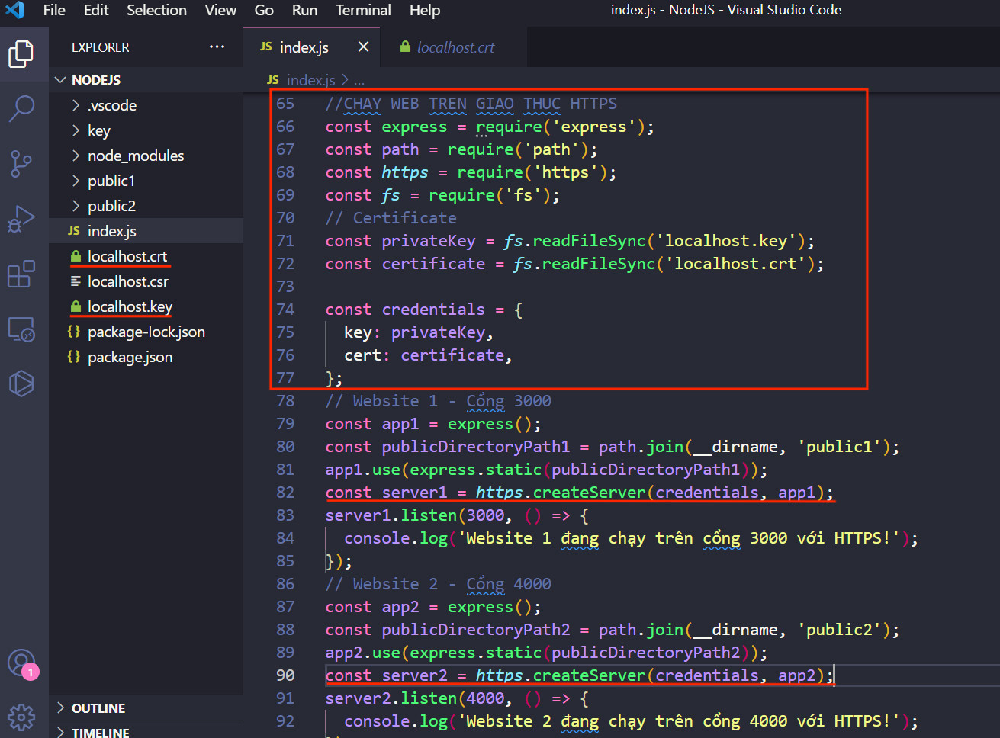 File Edit Selection View Go Run Terminal Help index.js - NodeJS - Visual Studio Code
EXPLORER ...
JS index.js × localhost.crt
NODEJS
JS index.js > ...
.vscode
key
node_modules
public1
public2
JS index.js
localhost.crt
localhost.csr
localhost.key
{} package-lock.json
{} package.json
65 //CHAY WEB TREN GIAO THUC HTTPS
66 const express = require('express');
67 const path = require('path');
68 const https = require('https');
69 const fs = require('fs');
70 // Certificate
71 const privateKey = fs.readFileSync('localhost.key');
72 const certificate = fs.readFileSync('localhost.crt');
73
74 const credentials = {
75 key: privateKey,
76 cert: certificate,
77 };
78 // Website 1 - Cổng 3000
79 const app1 = express();
80 const publicDirectoryPath1 = path.join(__dirname, 'public1');
81 app1.use(express.static(publicDirectoryPath1));
82 const server1 = https.createServer(credentials, app1);
83 server1.listen(3000, () => {
84 console.log('Website 1 đang chạy trên cổng 3000 với HTTPS!');
85 });
86 // Website 2 - Cổng 4000
87 const app2 = express();
88 const publicDirectoryPath2 = path.join(__dirname, 'public2');
89 app2.use(express.static(publicDirectoryPath2));
90 const server2 = https.createServer(credentials, app2);
91 server2.listen(4000, () => {
92 console.log('Website 2 đang chạy trên cổng 4000 với HTTPS!');
1
OUTLINE
TIMELINE